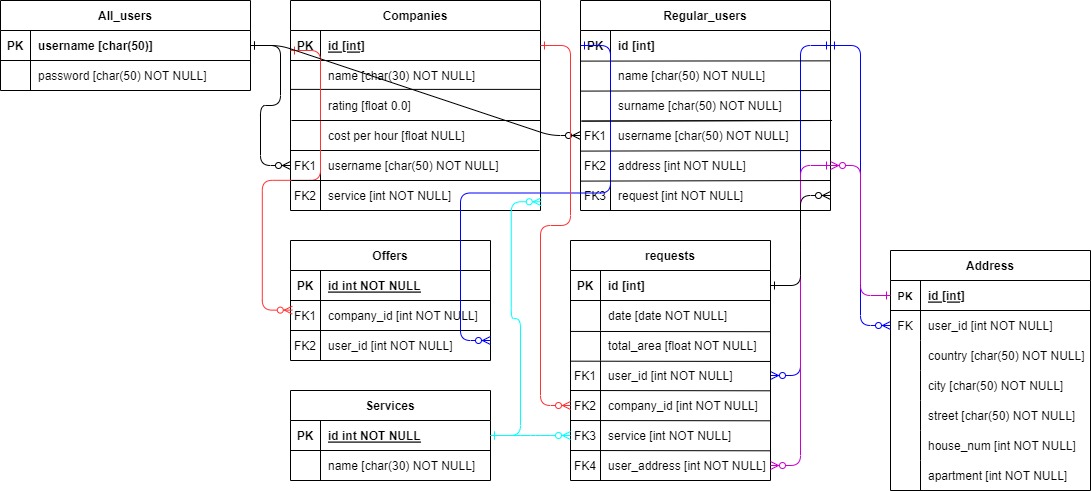 All_users
PK username [char(50)]
password [char(50) NOT NULL]
Companies
PK id [int]
name [char(30) NOT NULL]
rating [float 0.0]
cost per hour [float NULL]
FK1 username [char(50) NOT NULL]
FK2 service [int NOT NULL]
Regular_users
PK id [int]
name [char(50) NOT NULL]
surname [char(50) NOT NULL]
FK1 username [char(50) NOT NULL]
FK2 address [int NOT NULL]
FK3 request [int NOT NULL]
Offers
PK id int NOT NULL
FK1 company_id [int NOT NULL]
FK2 user_id [int NOT NULL]
requests
PK id [int]
date [date NOT NULL]
total_area [float NOT NULL]
FK1 user_id [int NOT NULL]
FK2 company_id [int NOT NULL]
FK3 service [int NOT NULL]
FK4 user_address [int NOT NULL]
Address
PK id [int]
FK user_id [int NOT NULL]
country [char(50) NOT NULL]
city [char(50) NOT NULL]
street [char(50) NOT NULL]
house_num [int NOT NULL]
apartment [int NOT NULL]
Services
PK id int NOT NULL
name [char(30) NOT NULL]